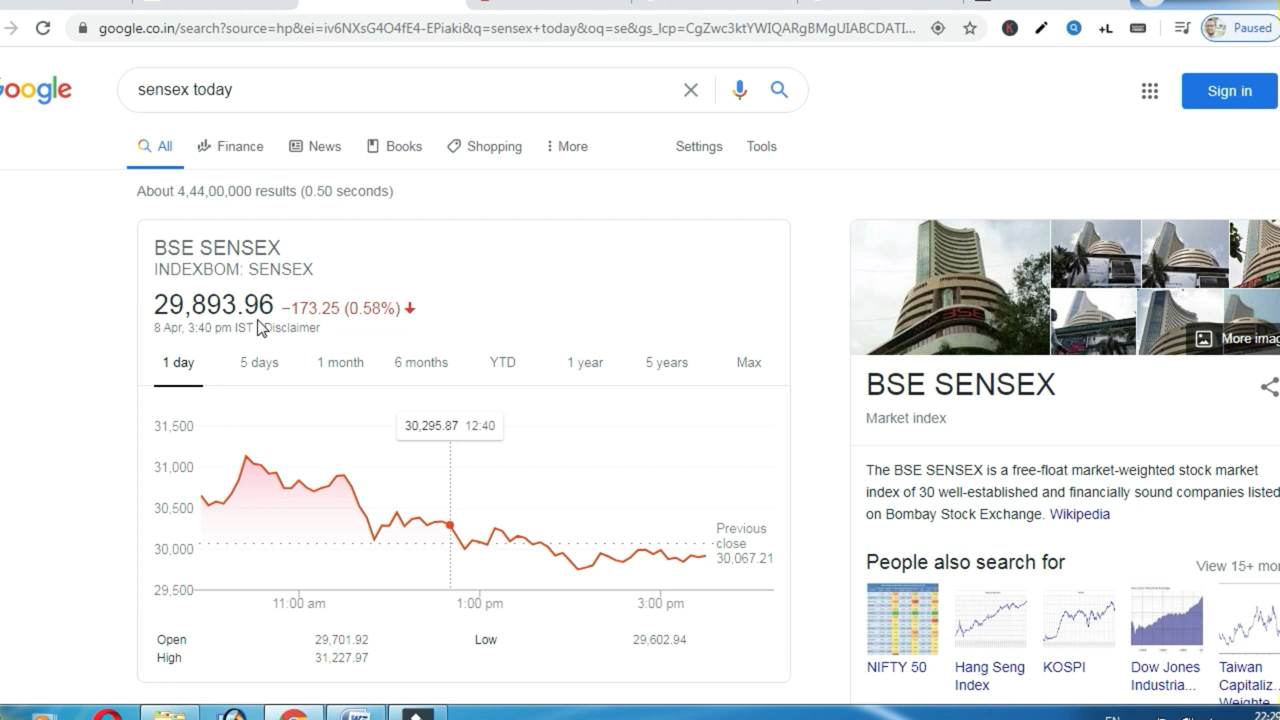 google.co.in/search?source=hp&ei=iv6NXsG4O4fE4-EPiaki&q=sensex+today&oq=se&gs_lcp=CgZwc3ktYWIQARgBMgUIABCDATI...
Paused
Google
sensex today
Sign in
All
Finance
News
Books
Shopping
More
Settings
Tools
About 4,44,00,000 results (0.50 seconds)
BSE SENSEX
INDEXBOM: SENSEX
29,893.96 −173.25 (0.58%)
8 Apr, 3:40 pm IST Disclaimer
1 day
5 days
1 month
6 months
YTD
1 year
5 years
Max
30,295.87 12:40
31,500
31,000
30,500
30,000
29,500
Previous
close
30,067.21
11:00 am
1:00 pm
3:00 pm
Open 29,701.92 Low 29,602.94
High 31,227.97
More imag
BSE SENSEX
Market index
The BSE SENSEX is a free-float market-weighted stock market
index of 30 well-established and financially sound companies listed
on Bombay Stock Exchange. Wikipedia
People also search for
View 15+ mor
NIFTY 50
Hang Seng
Index
KOSPI
Dow Jones
Industria...
Taiwan
Capitaliz...
Weighte
EN
22:29